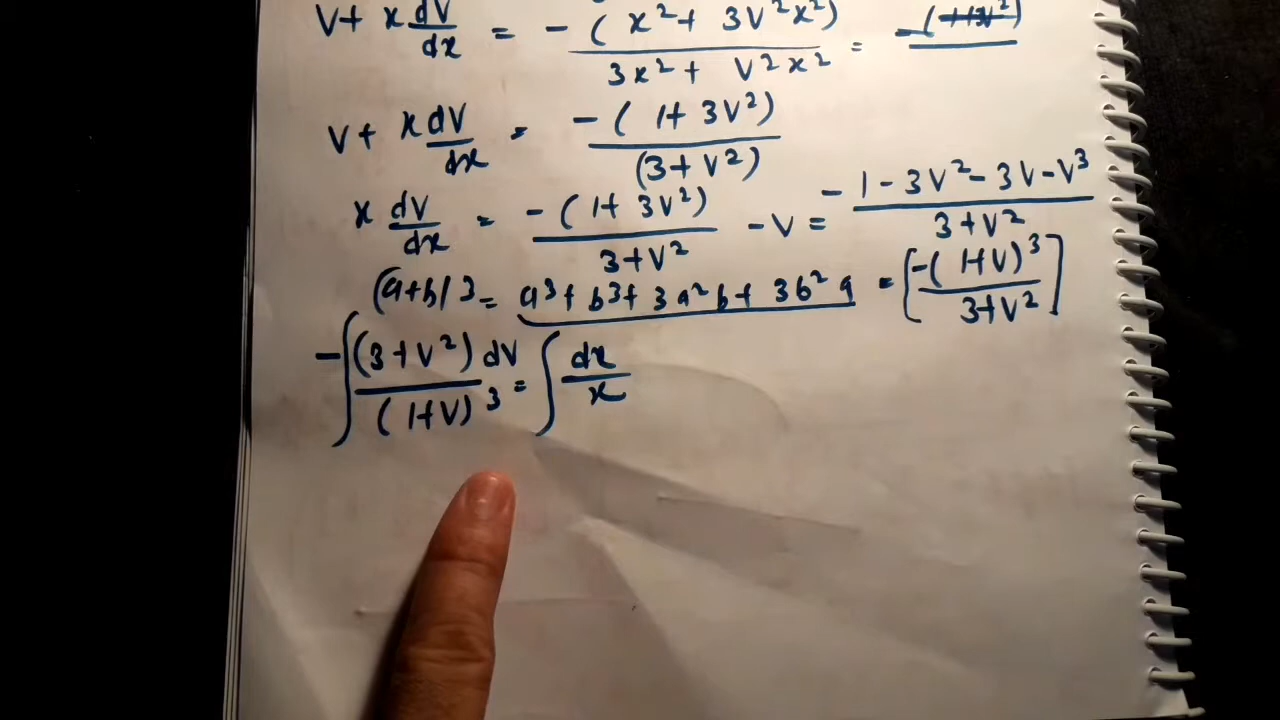 V + x dV/dx = -(x² + 3V²x²)/(3x² + V²x²) = -(1+3V²)
V + x dV/dx = -(1+ 3V²)/(3+V²)
x dV/dx = -(1+ 3V²)/(3+V²) - V = -1-3V²-3V-V³/(3+V²)
(a+b)3 = a³+b³+3a²b+3b²a = [-(1+V)³/(3+V²)]
-∫(3+V²)dV/(1+V)3 = ∫dx/x